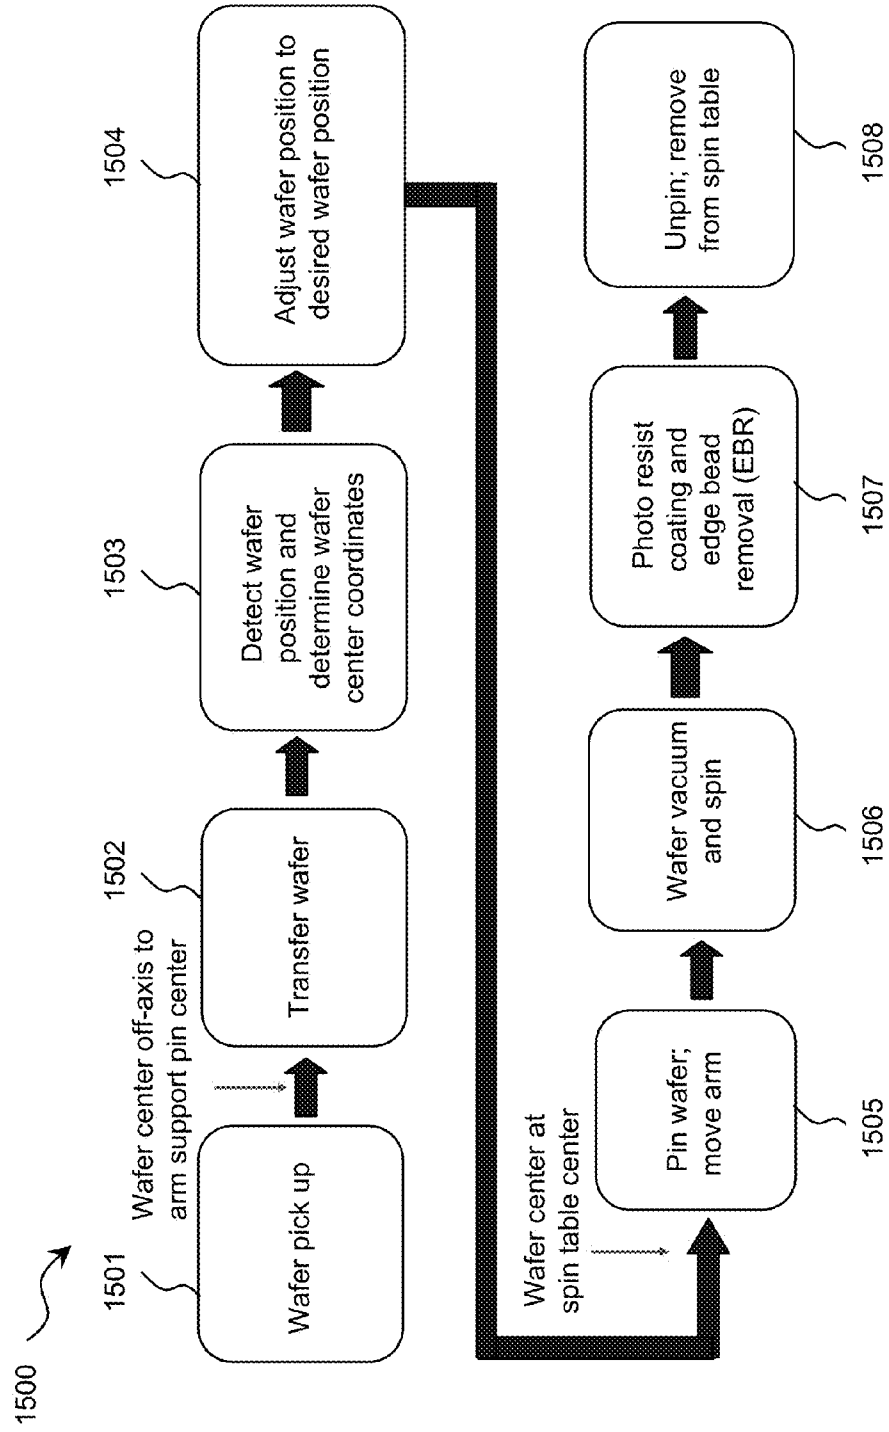 1500
1501
Wafer pick up
Wafer center off-axis to
arm support pin center
1502
Transfer wafer
1503
Detect wafer
position and
determine wafer
center coordinates
1504
Adjust wafer position to
desired wafer position
Wafer center at
spin table center
Pin wafer;
move arm
1505
Wafer vacuum
and spin
1506
Photo resist
coating and
edge bead
removal (EBR)
1507
Unpin; remove
from spin table
1508